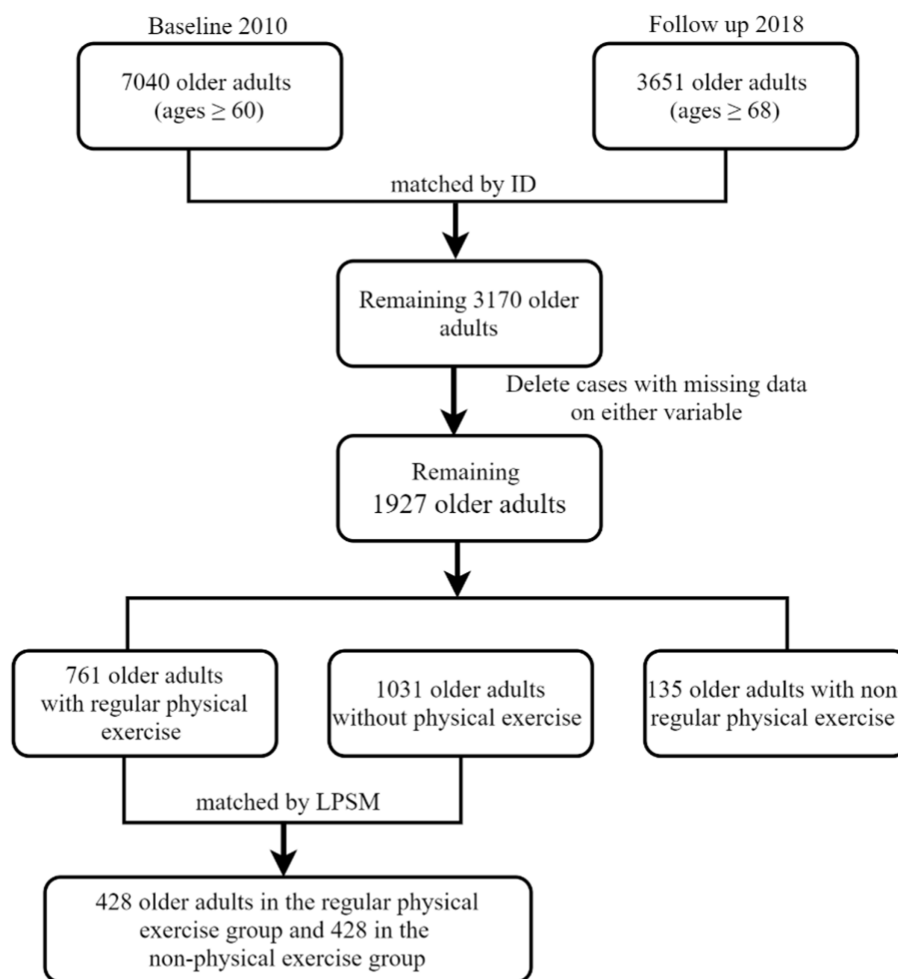 Baseline 2010
Follow up 2018
7040 older adults
(ages ≥ 60)
3651 older adults
(ages ≥ 68)
matched by ID
Remaining 3170 older
adults
Delete cases with missing data
on either variable
Remaining
1927 older adults
761 older adults
with regular physical
exercise
1031 older adults
without physical exercise
135 older adults with non
regular physical exercise
matched by LPSM
428 older adults in the regular physical
exercise group and 428 in the
non-physical exercise group